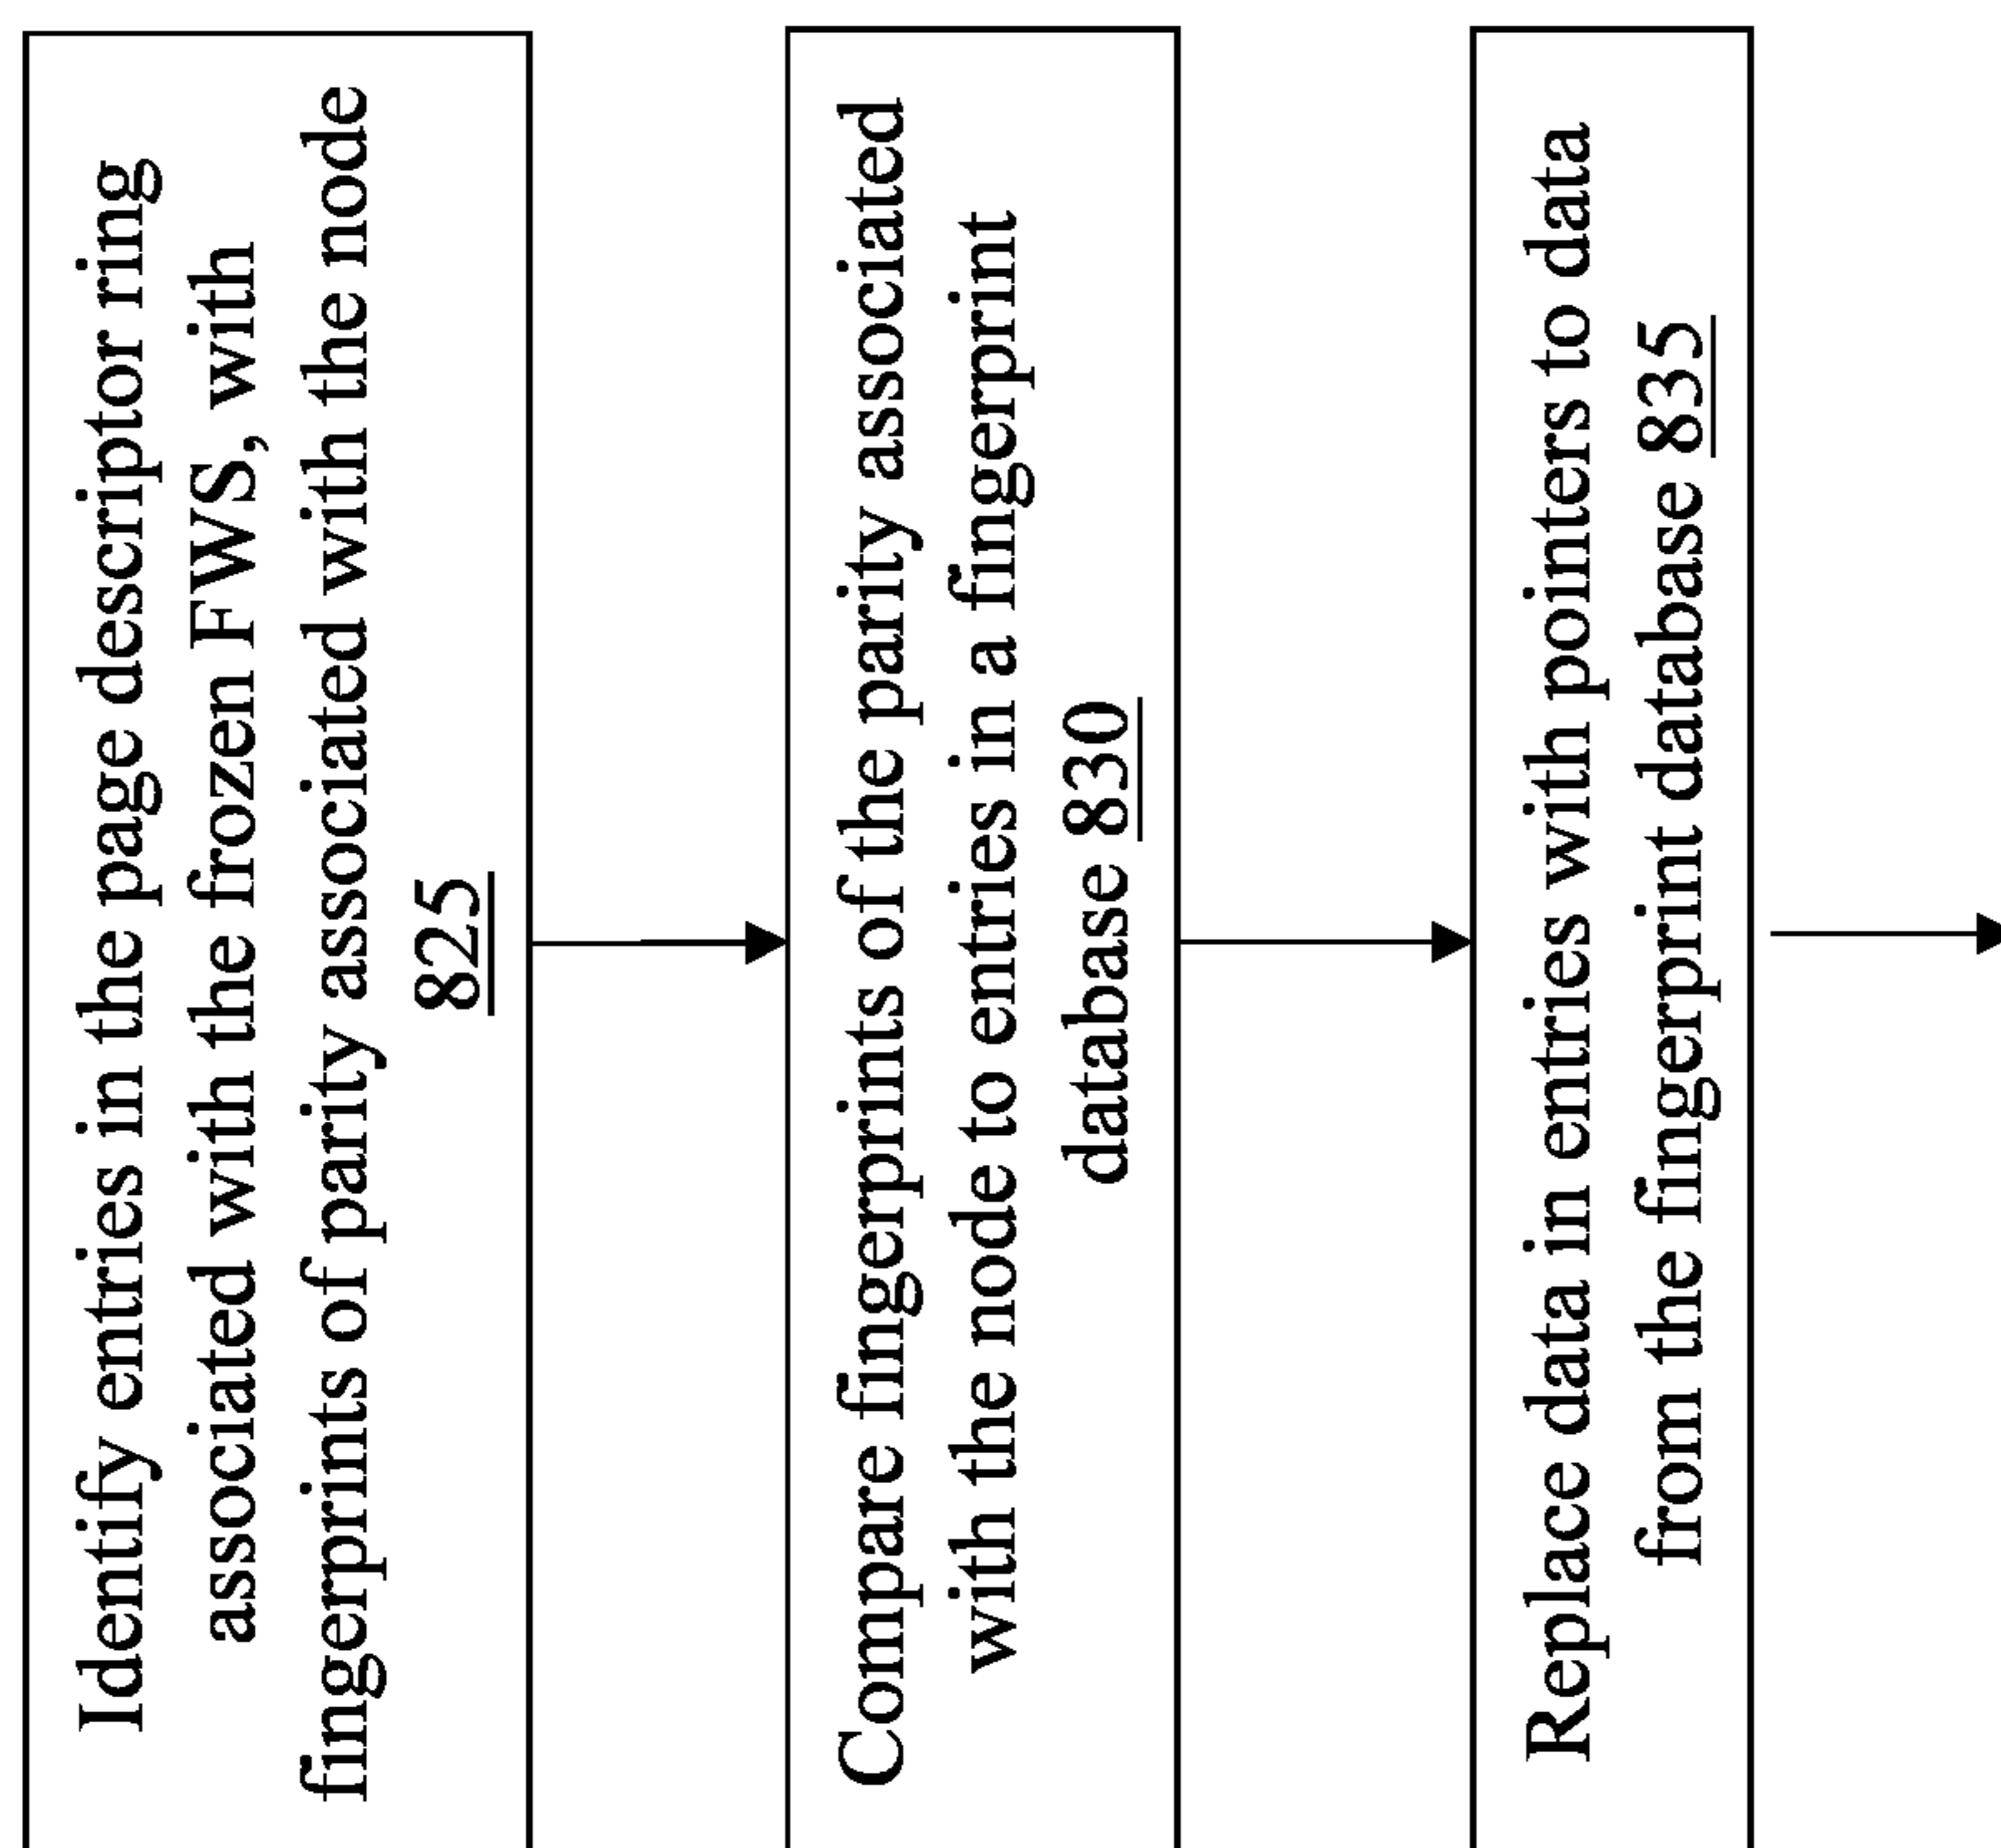 Identify entries in the page descriptor ring
associated with the frozen FWS, with
fingerprints of parity associated with the node
825
Compare fingerprints of the parity associated
with the node to entries in a fingerprint
database 830
Replace data in entries with pointers to data
from the fingerprint database 835